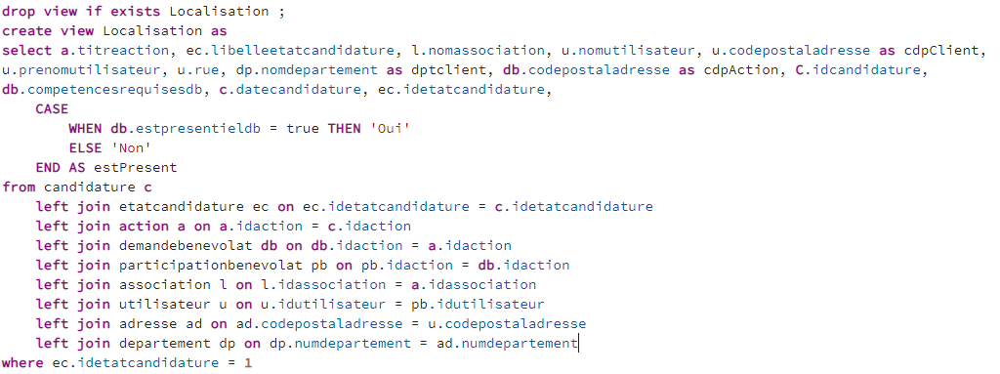 drop view if exists Localisation ;
create view Localisation as
select a.titreaction, ec.libelleetatcandidature, l.nomassociation, u.nomutilisateur, u.codepostaladresse as cdpClient,
u.prenomutilisateur, u.rue, dp.nomdepartement as dptclient, db.codepostaladresse as cdpAction, C.idcandidature,
db.competencesrequisesdb, c.datecandidature, ec.idetatcandidature,
    CASE
        WHEN db.estpresentieldb = true THEN 'Oui'
        ELSE 'Non'
    END AS estPresent
from candidature c
    left join etatcandidature ec on ec.idetatcandidature = c.idetatcandidature
    left join action a on a.idaction = c.idaction
    left join demandebenevolat db on db.idaction = a.idaction
    left join participationbenevolat pb on pb.idaction = db.idaction
    left join association l on l.idassociation = a.idassociation
    left join utilisateur u on u.idutilisateur = pb.idutilisateur
    left join adresse ad on ad.codepostaladresse = u.codepostaladresse
    left join departement dp on dp.numdepartement = ad.numdepartement
where ec.idetatcandidature = 1